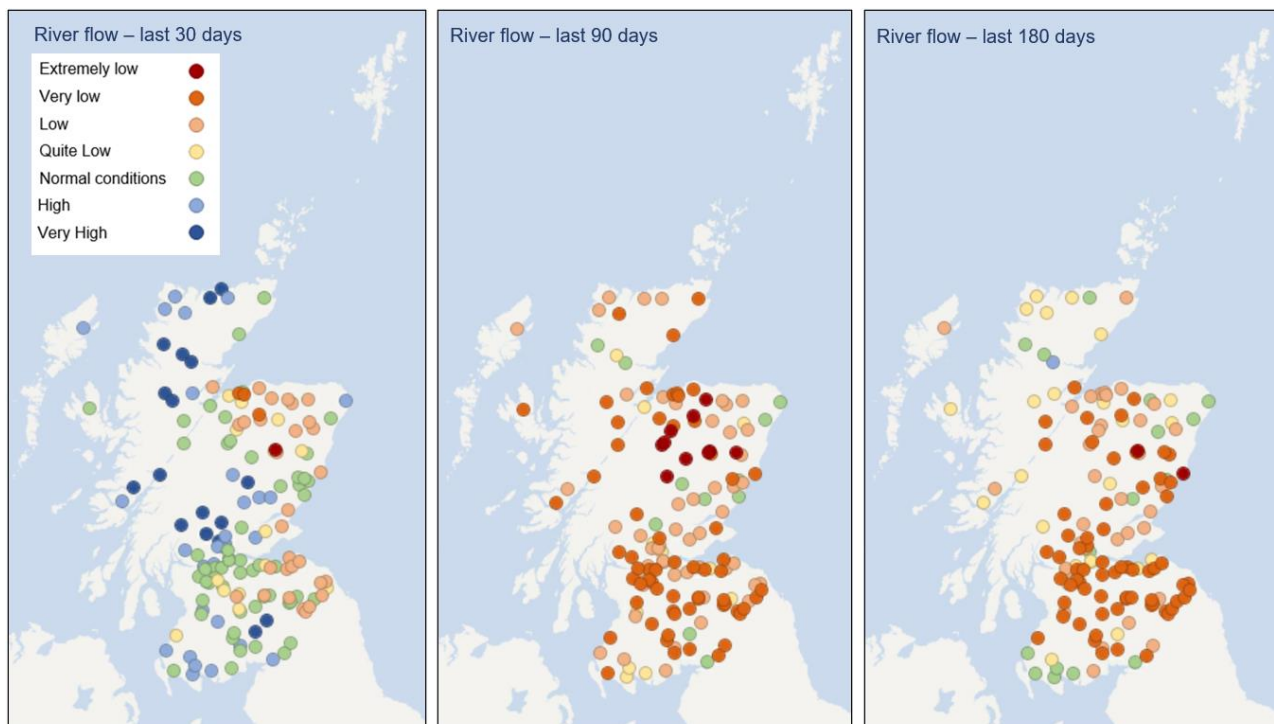 River flow – last 30 days
Extremely low
Very low
Low
Quite Low
Normal conditions
High
Very High
River flow – last 90 days
River flow – last 180 days